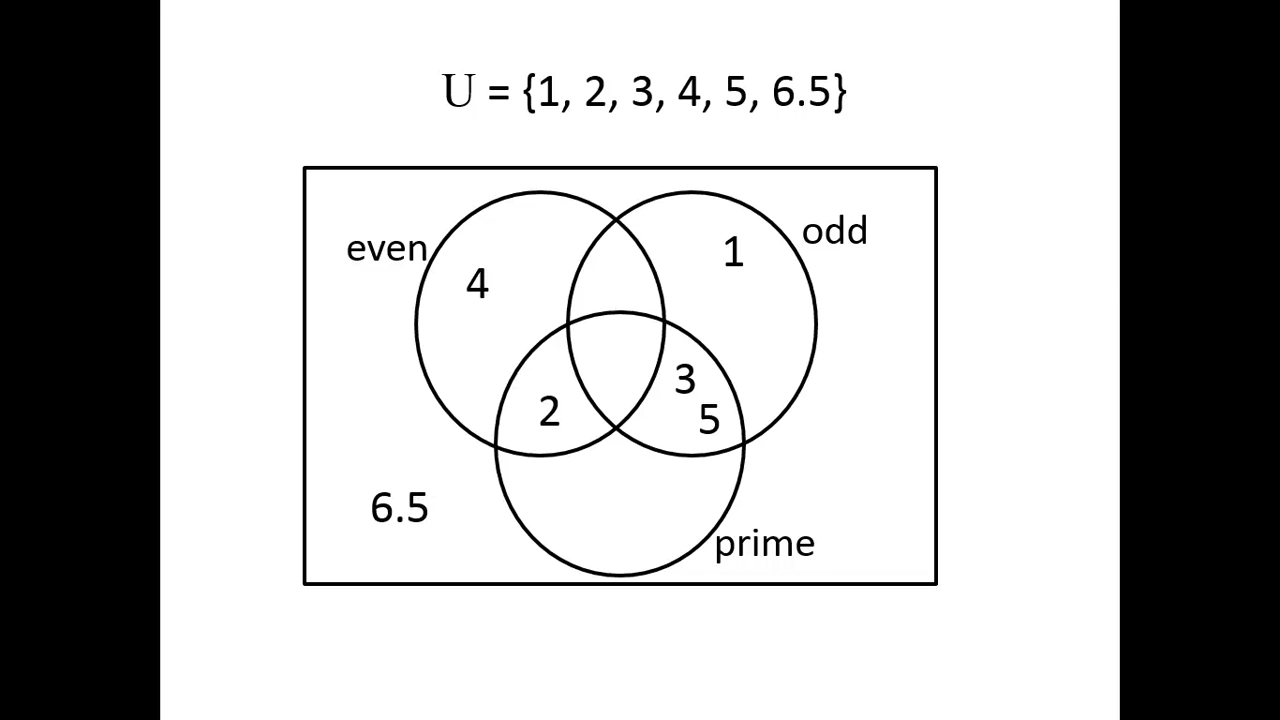 U = {1, 2, 3, 4, 5, 6.5}
even
odd
4
1
3
2
5
6.5
prime